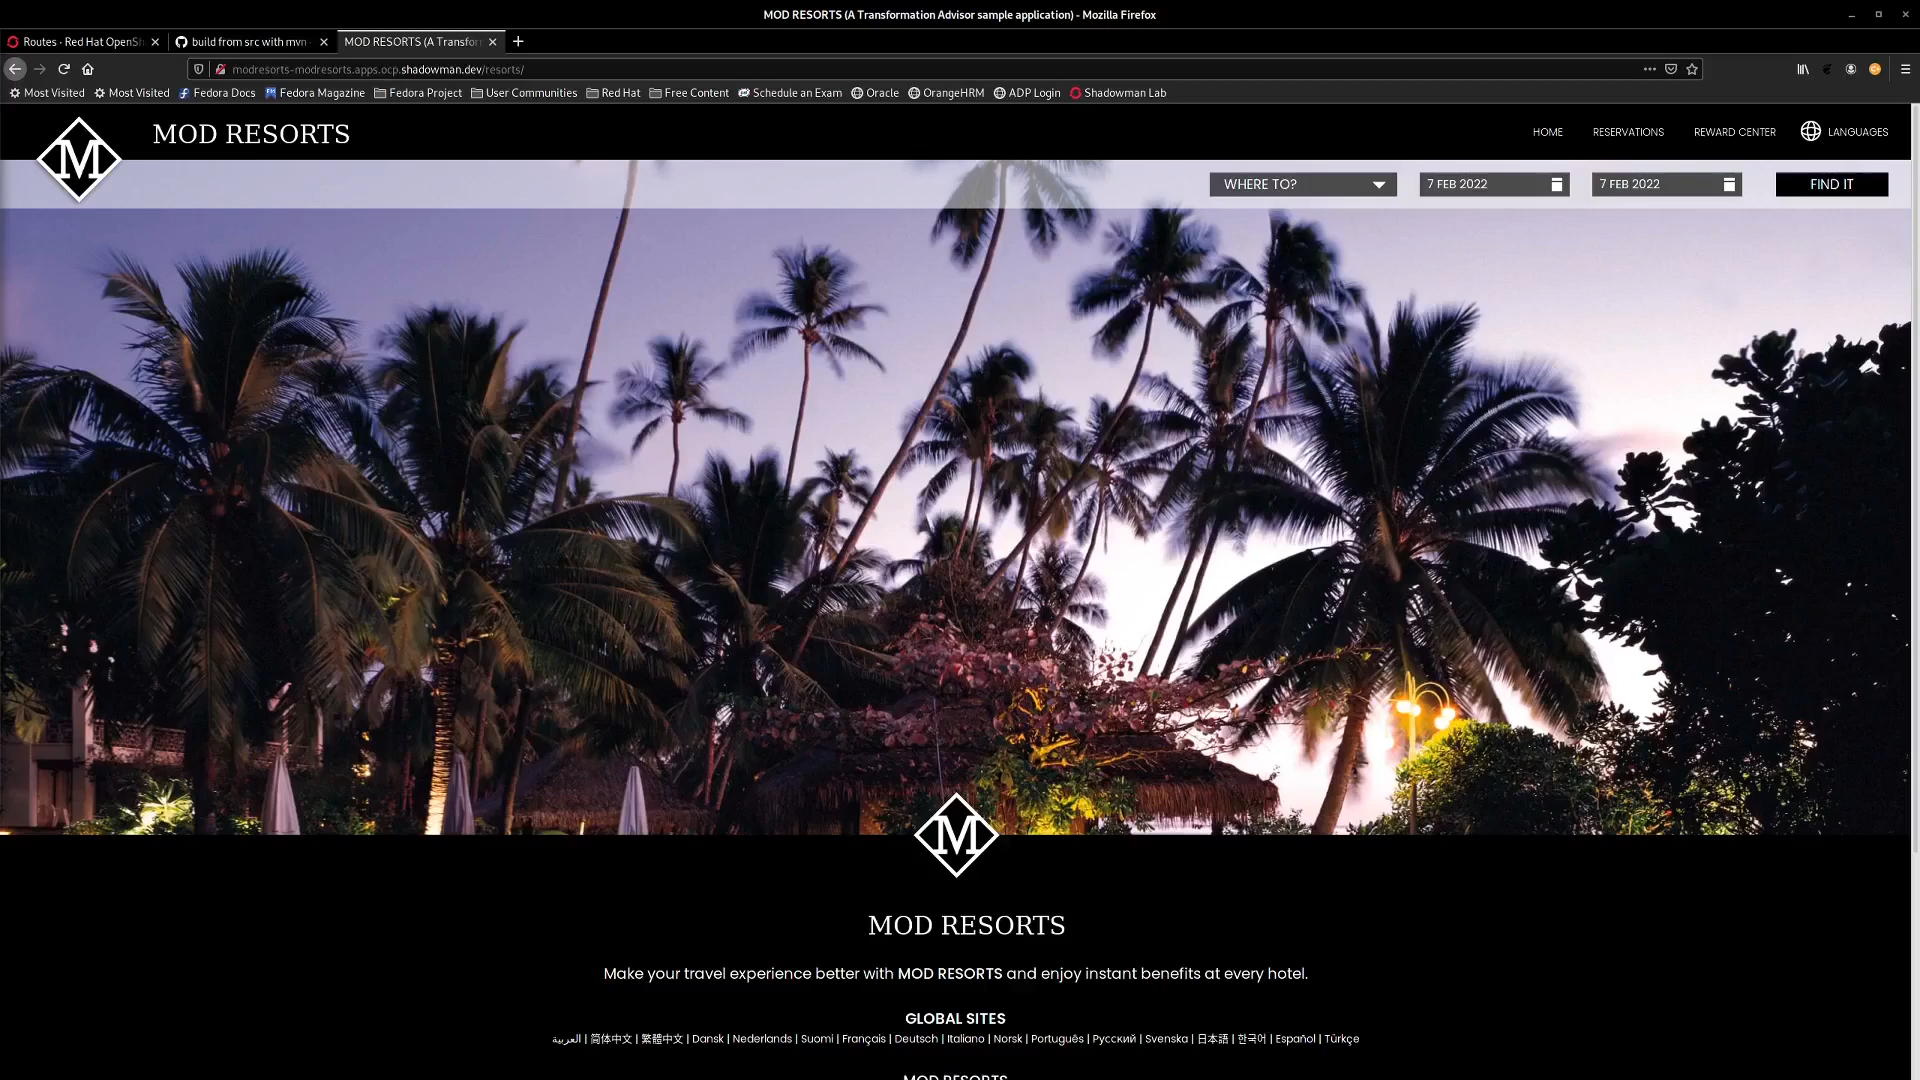 MOD RESORTS (A Transformation Advisor sample application) - Mozilla Firefox
Routes · Red Hat OpenSh
build from src with mvn ·
MOD RESORTS (A Transfor
modresorts-modresorts.apps.ocp.shadowman.dev/resorts/
Most Visited Most Visited Fedora Docs Fedora Magazine Fedora Project User Communities Red Hat Free Content Schedule an Exam Oracle OrangeHRM ADP Login Shadowman Lab
M MOD RESORTS HOME RESERVATIONS REWARD CENTER LANGUAGES
WHERE TO? 7 FEB 2022 7 FEB 2022 FIND IT
M
MOD RESORTS
Make your travel experience better with MOD RESORTS and enjoy instant benefits at every hotel.
GLOBAL SITES
العربية | 简体中文 | 繁體中文 | Dansk | Nederlands | Suomi | Français | Deutsch | Italiano | Norsk | Português | Русский | Svenska | 日本語 | 한국어 | Español | Türkçe
MOD RESORTS